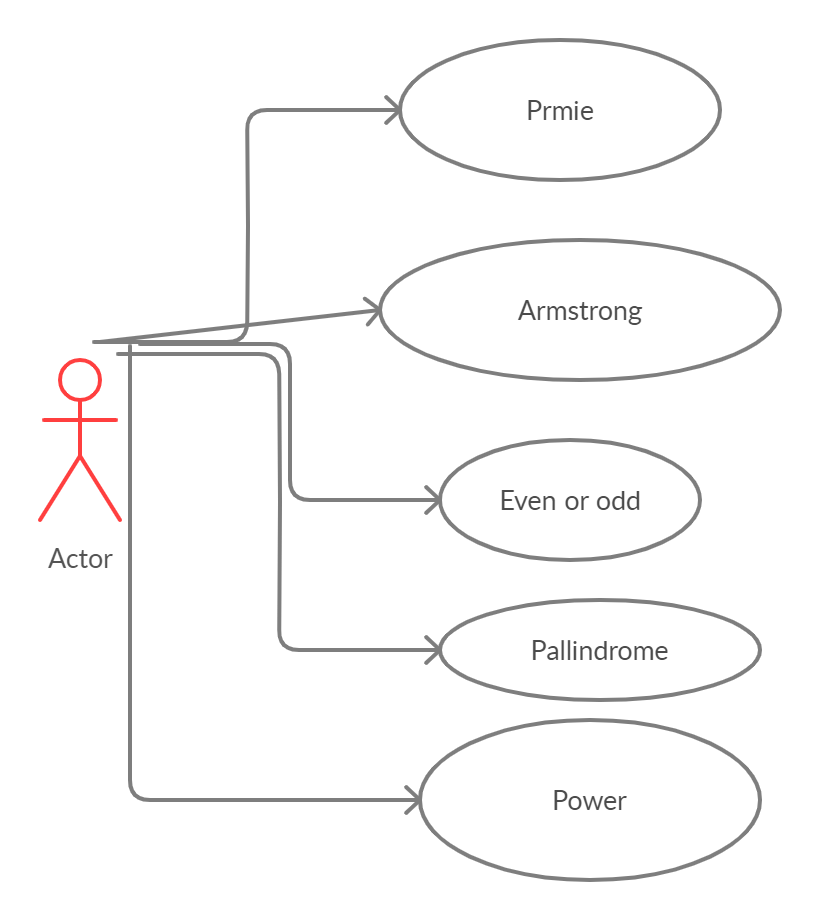 Prmie
Armstrong
Even or odd
Actor
Pallindrome
Power